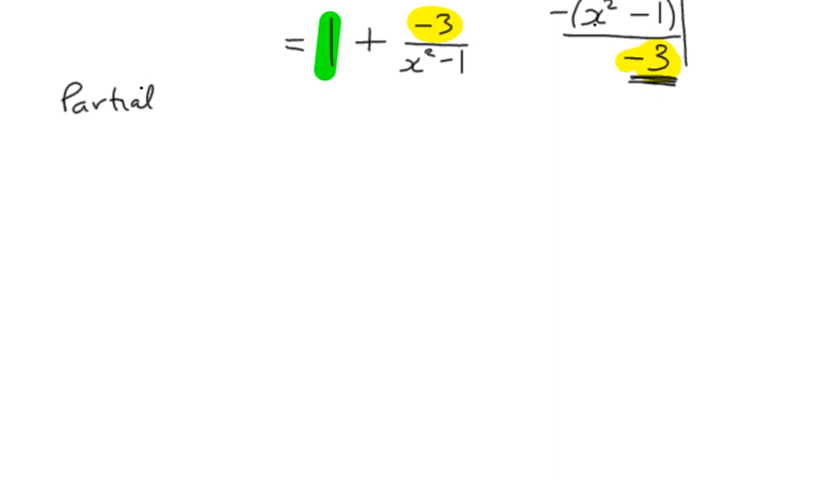 = 1 + -3/(x² - 1)
-(x² - 1)
-3
Partial